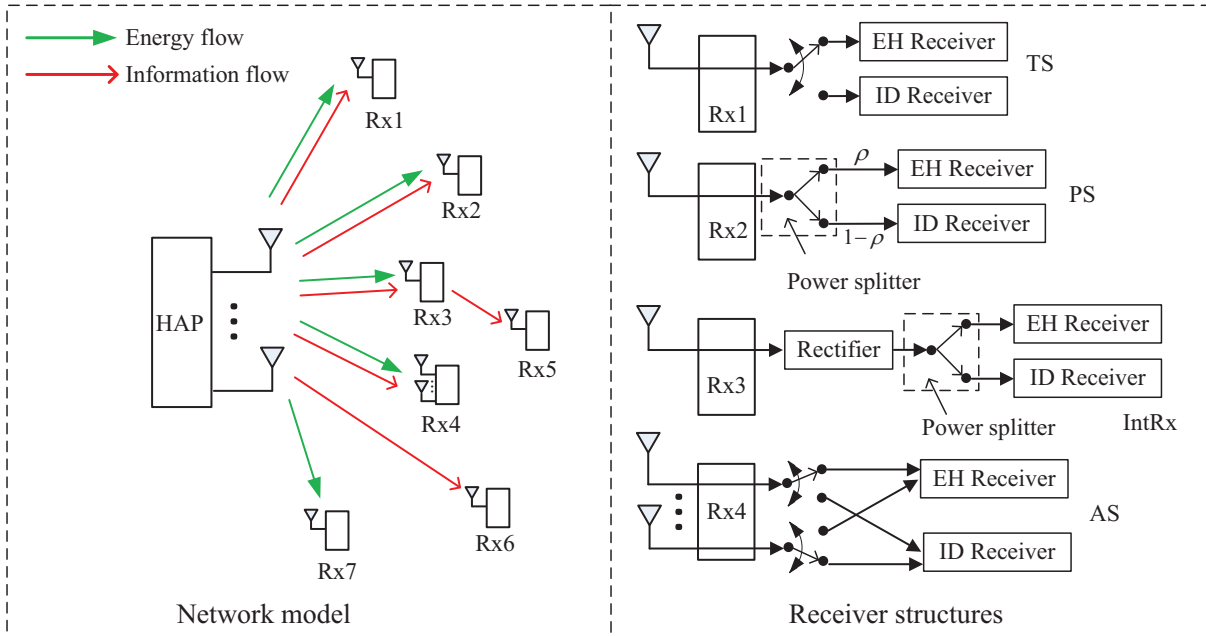 Energy flow
Information flow
Rx1
Rx2
HAP
Rx3
Rx5
Rx4
Rx6
Rx7
Network model
Rx1
EH Receiver
ID Receiver
TS
Rx2
ρ
1−ρ
EH Receiver
ID Receiver
PS
Power splitter
Rx3
Rectifier
EH Receiver
ID Receiver
Power splitter
IntRx
Rx4
EH Receiver
ID Receiver
AS
Receiver structures